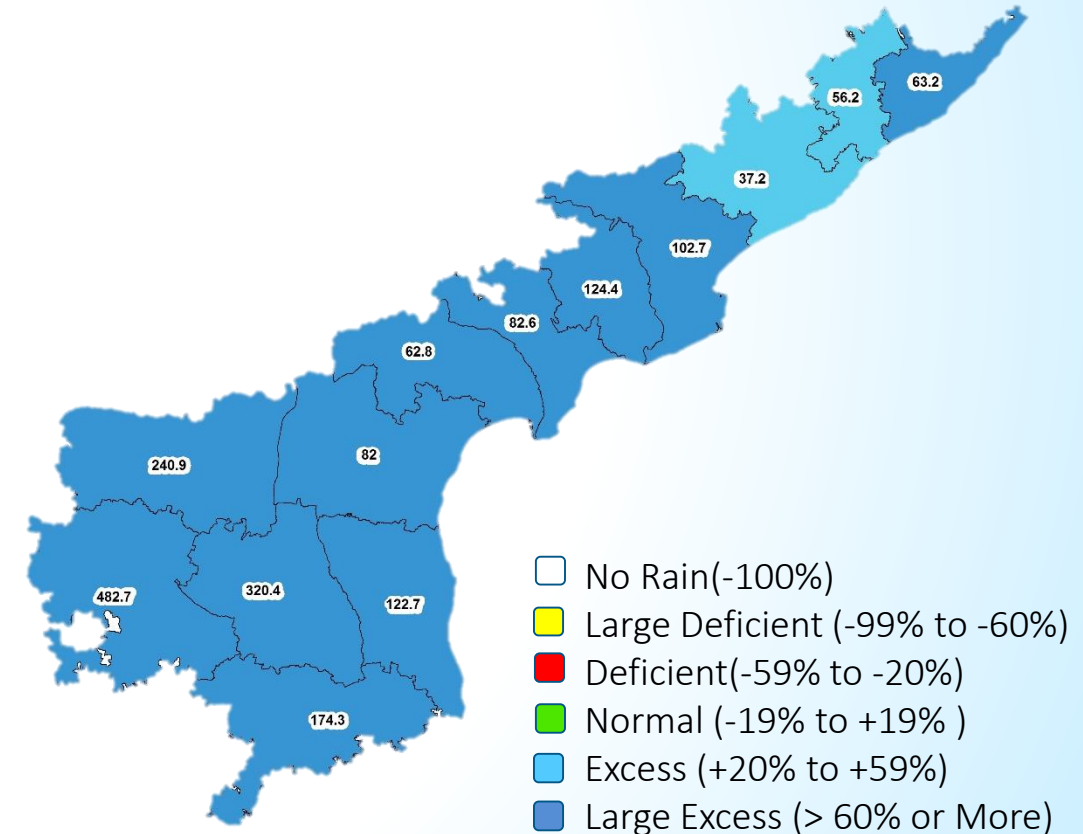 63.2
56.2
37.2
102.7
124.4
82.6
62.8
82
240.9
320.4
482.7
122.7
174.3
No Rain(-100%)
Large Deficient (-99% to -60%)
Deficient(-59% to -20%)
Normal (-19% to +19% )
Excess (+20% to +59%)
Large Excess (> 60% or More)